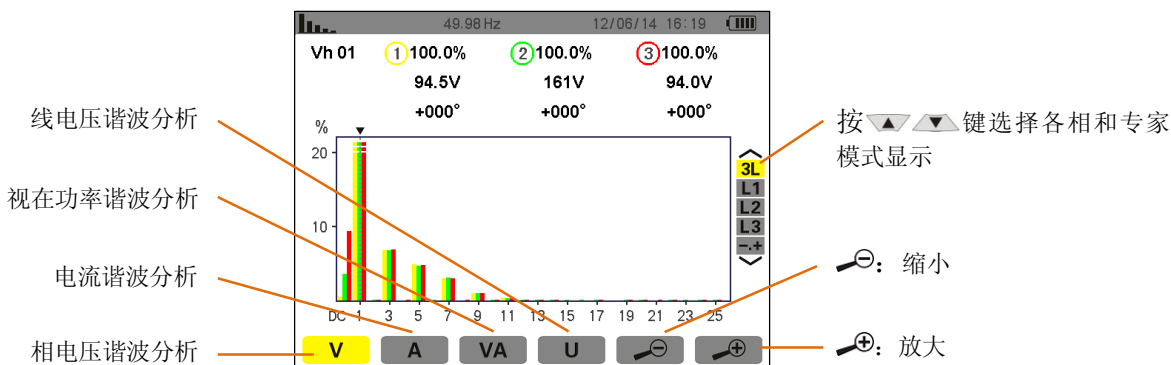 49.98Hz 12/06/14 16:19
Vh 01 1 100.0% 2 100.0% 3 100.0%
94.5V 161V 94.0V
+000° +000° +000°
%
20
10
DC 1 3 5 7 9 11 13 15 17 19 21 23 25
3L
L1
L2
L3
-.+
V A VA U
线电压谐波分析
视在功率谐波分析
电流谐波分析
相电压谐波分析
按 键选择各相和专家
模式显示
：缩小
：放大